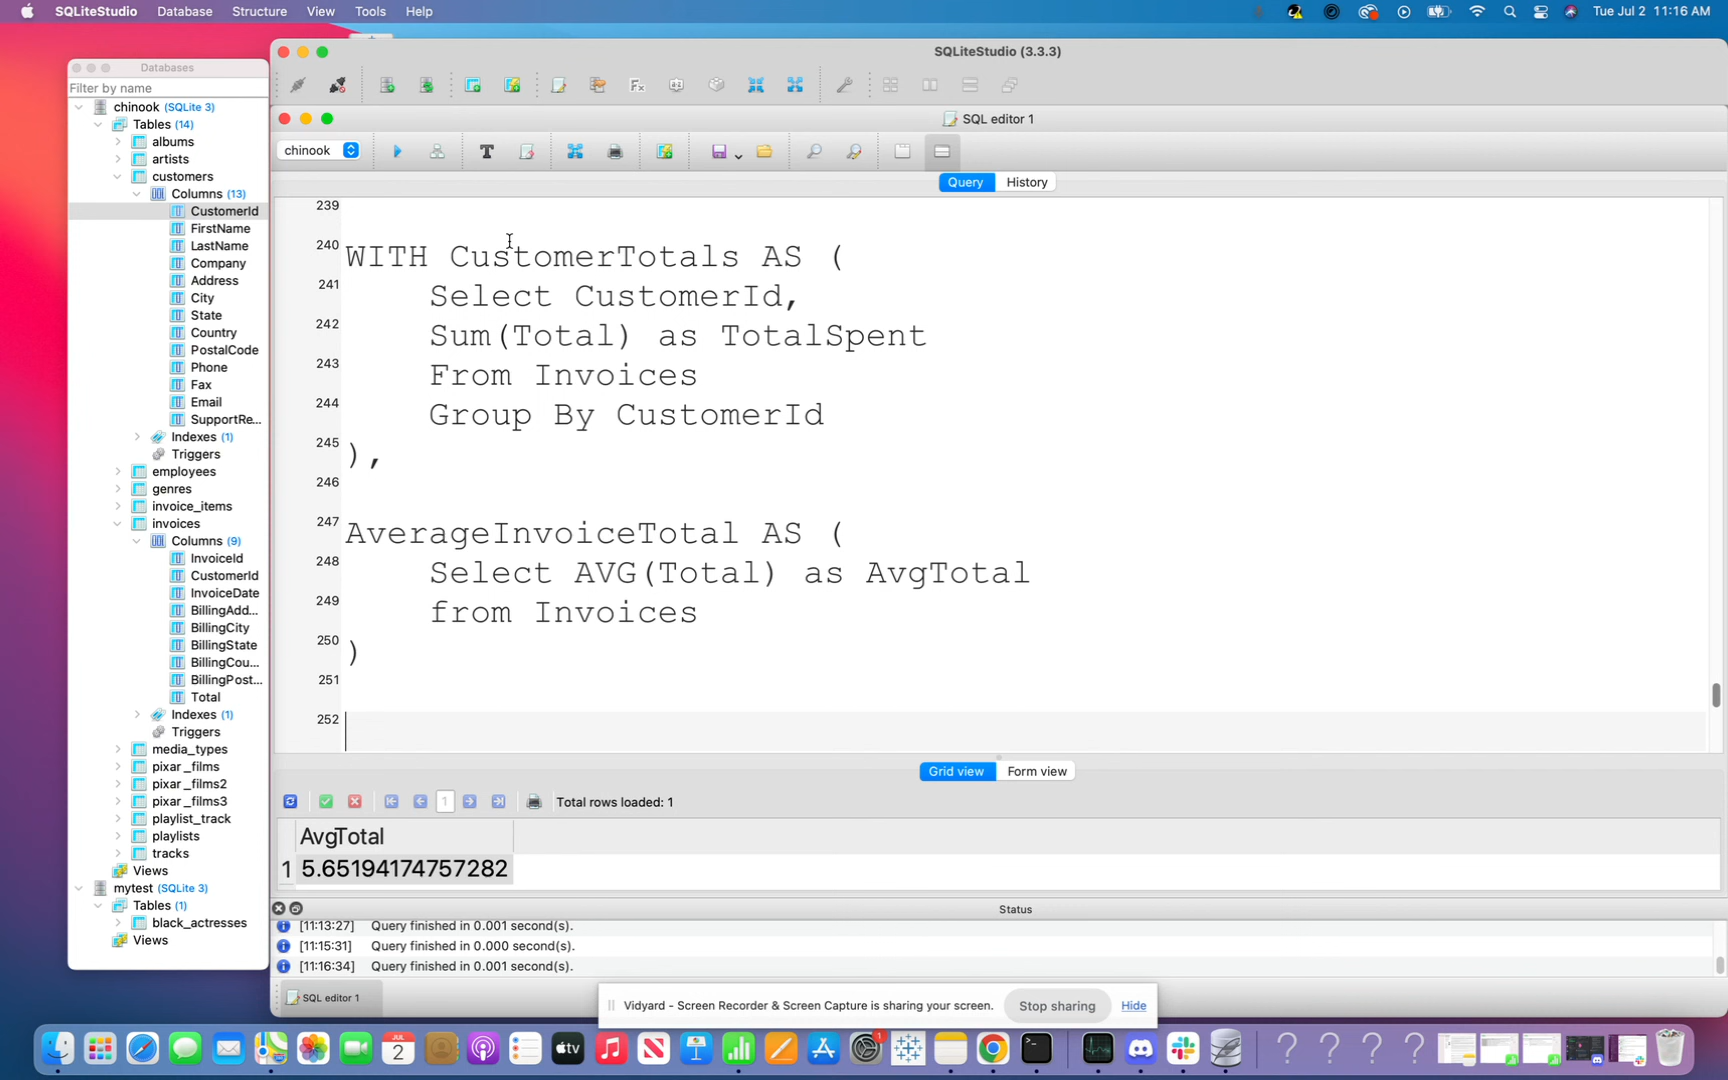 SQLiteStudio Database Structure View Tools Help
Tue Jul 2 11:16 AM
Databases
Filter by name
chinook (SQLite 3)
Tables (14)
albums
artists
customers
Columns (13)
CustomerId
FirstName
LastName
Company
Address
City
State
Country
PostalCode
Phone
Fax
Email
SupportRe...
Indexes (1)
Triggers
employees
genres
invoice_items
invoices
Columns (9)
InvoiceId
CustomerId
InvoiceDate
BillingAdd...
BillingCity
BillingState
BillingCou...
BillingPost...
Total
Indexes (1)
Triggers
media_types
pixar_films
pixar_films2
pixar_films3
playlist_track
playlists
tracks
Views
mytest (SQLite 3)
Tables (1)
black_actresses
Views
SQLiteStudio (3.3.3)
SQL editor 1
chinook
Query History
239
240 WITH CustomerTotals AS (
241 Select CustomerId,
242 Sum(Total) as TotalSpent
243 From Invoices
244 Group By CustomerId
245 ),
246
247 AverageInvoiceTotal AS (
248 Select AVG(Total) as AvgTotal
249 from Invoices
250 )
251
252
Grid view Form view
1 Total rows loaded: 1
AvgTotal
1 5.65194174757282
Status
[11:13:27] Query finished in 0.001 second(s).
[11:15:31] Query finished in 0.000 second(s).
[11:16:34] Query finished in 0.001 second(s).
SQL editor 1
Vidyard - Screen Recorder & Screen Capture is sharing your screen. Stop sharing Hide
JUL
2
tv
1